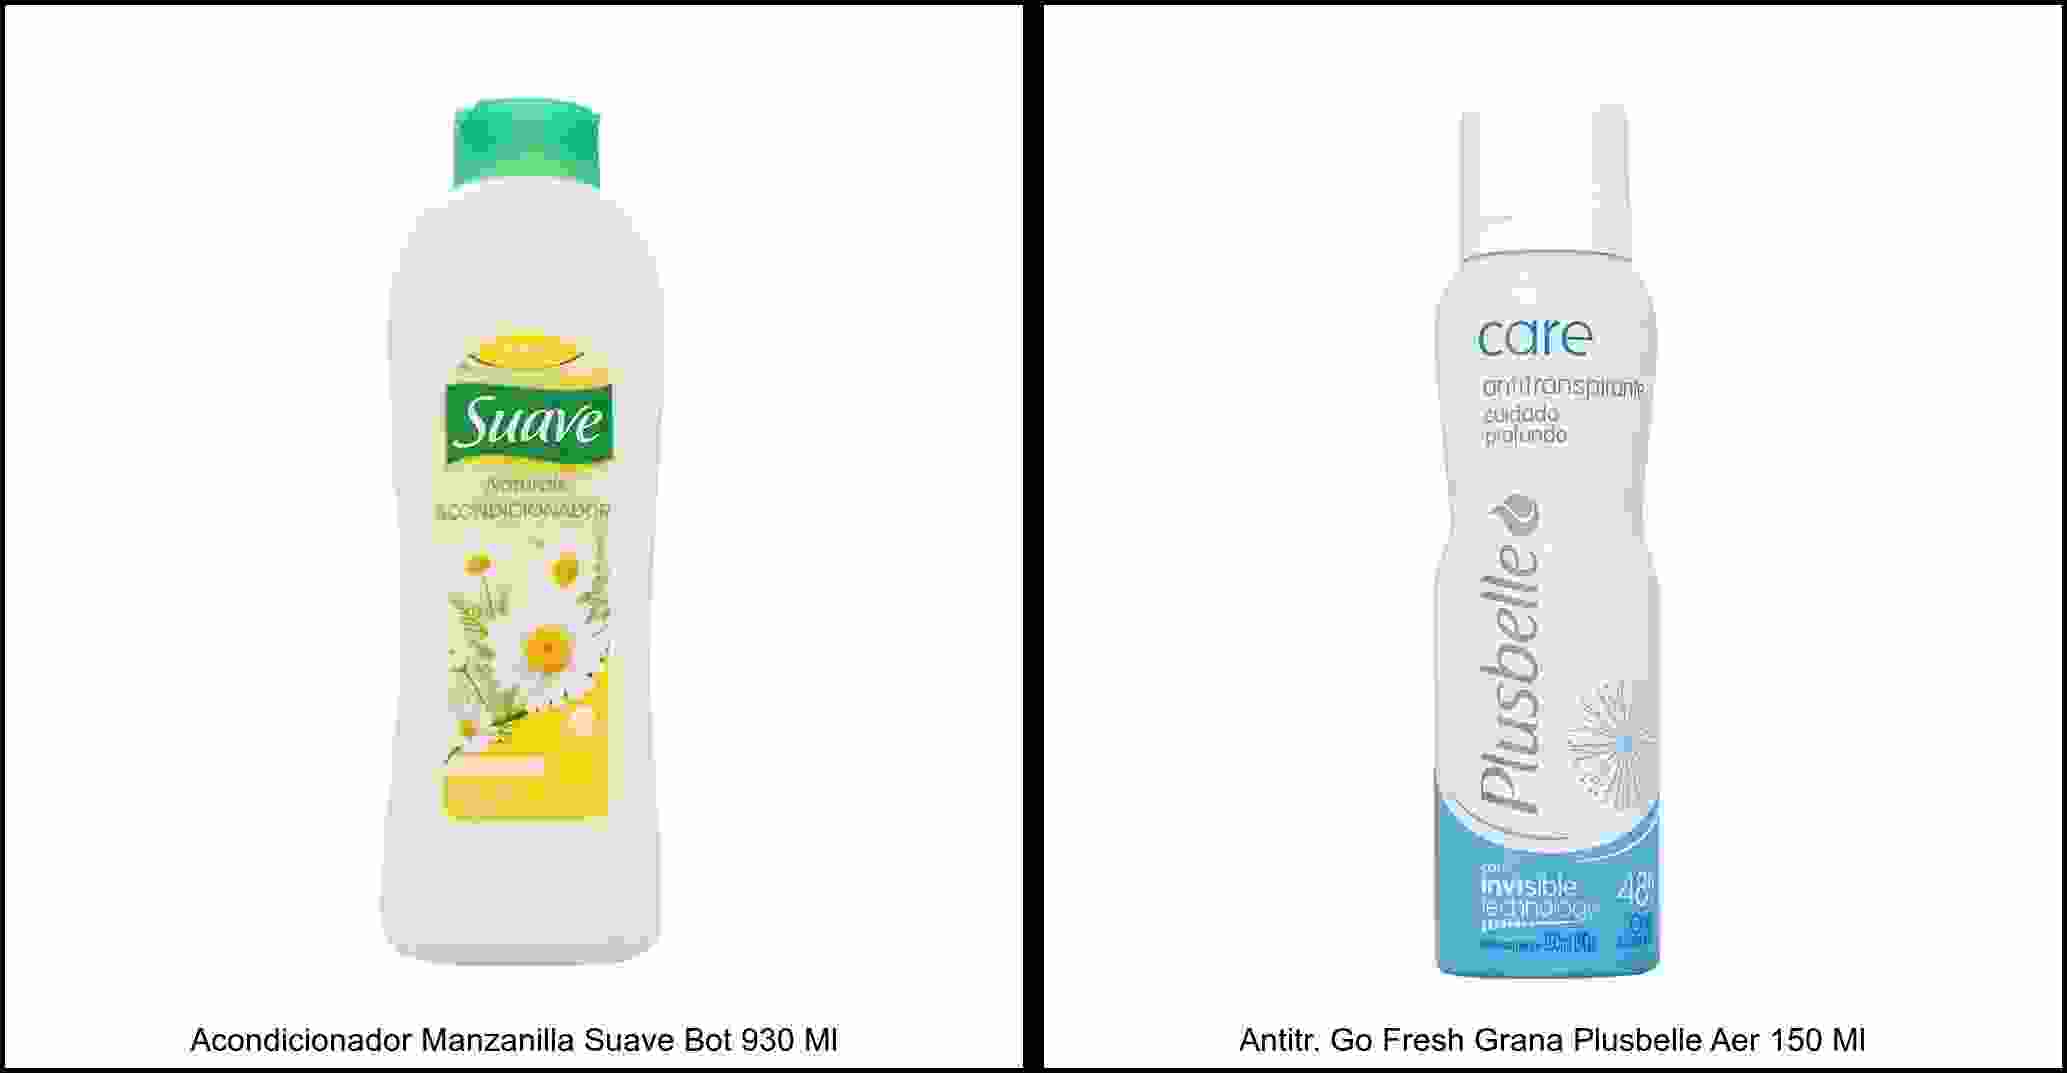 Suave
Naturals
ACONDICIONADOR
Acondicionador Manzanilla Suave Bot 930 Ml
care
antitranspirante
cuidado
profundo
Plusbelle
con
invisible
technology
48h
Antitr. Go Fresh Grana Plusbelle Aer 150 Ml